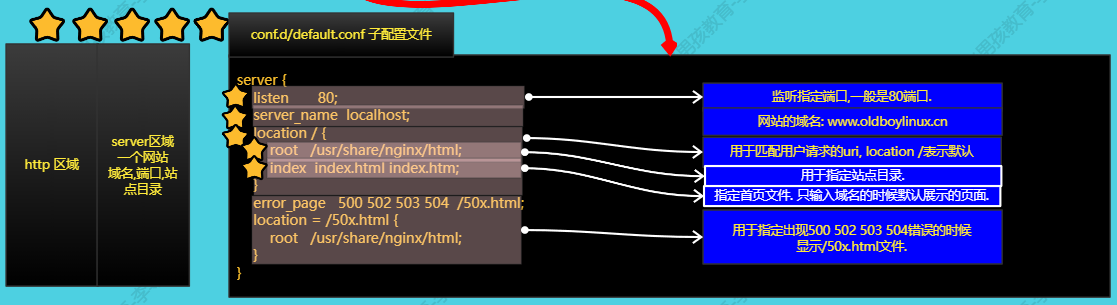 conf.d/default.conf 子配置文件
http 区域
server区域
一个网站
域名,端口,站
点目录
server {
listen 80;
server_name localhost;
location / {
root /usr/share/nginx/html;
index index.html index.htm;
}
error_page 500 502 503 504 /50x.html;
location = /50x.html {
root /usr/share/nginx/html;
}
}
监听指定端口,一般是80端口.
网站的域名: www.oldboylinux.cn
用于匹配用户请求的uri, location /表示默认
用于指定站点目录.
指定首页文件. 只输入域名的时候默认展示的页面.
用于指定出现500 502 503 504错误的时候
显示/50x.html文件.